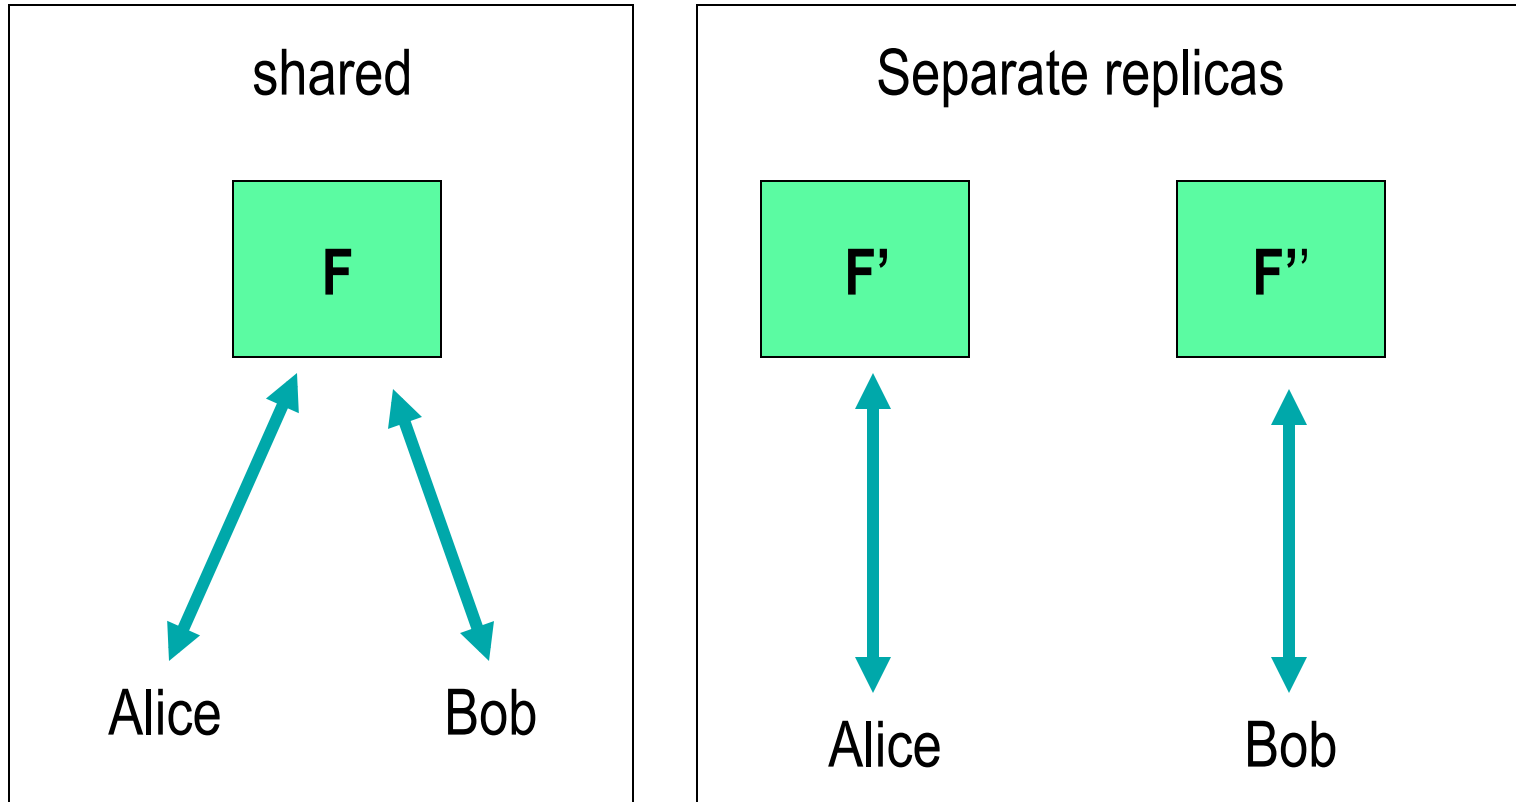 shared
F
Alice
Bob
Separate replicas
F’
F’’
Alice
Bob